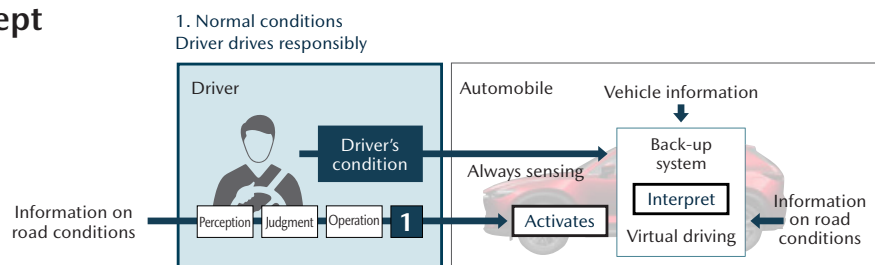 ept
1. Normal conditions
Driver drives responsibly
Driver
Driver's
condition
Information on
road conditions
Perception
Judgment
Operation
1
Automobile
Vehicle information
Always sensing
Back-up
system
Interpret
Virtual driving
Activates
Information
on road
conditions